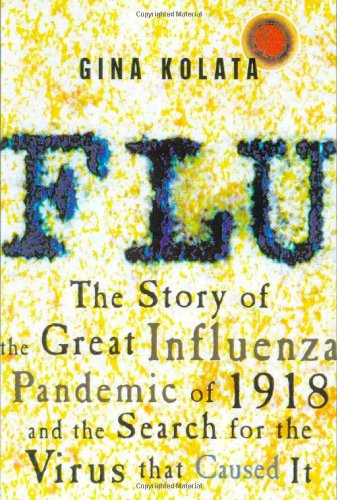 GINA KOLATA
FLU
The Story of
the Great Influenza
Pandemic of 1918
and the Search for the
Virus that Caused It